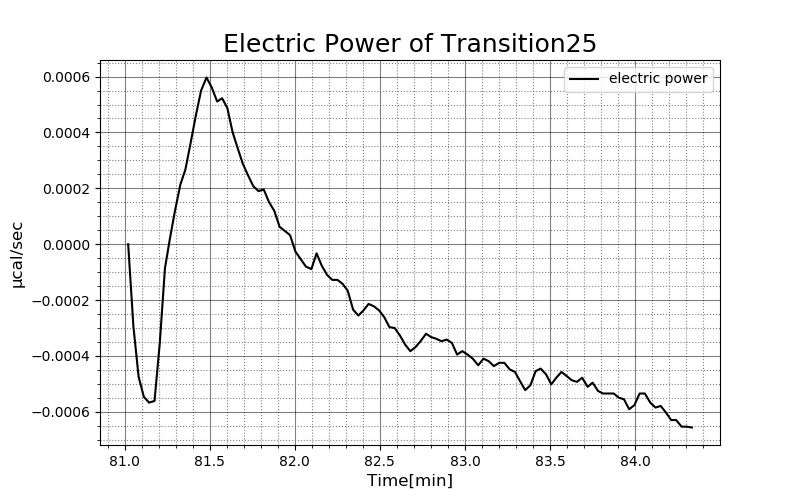 Electric Power of Transition25
electric power
0.0006
0.0004
0.0002
0.0000
−0.0002
−0.0004
−0.0006
μcal/sec
81.0 81.5 82.0 82.5 83.0 83.5 84.0
Time[min]